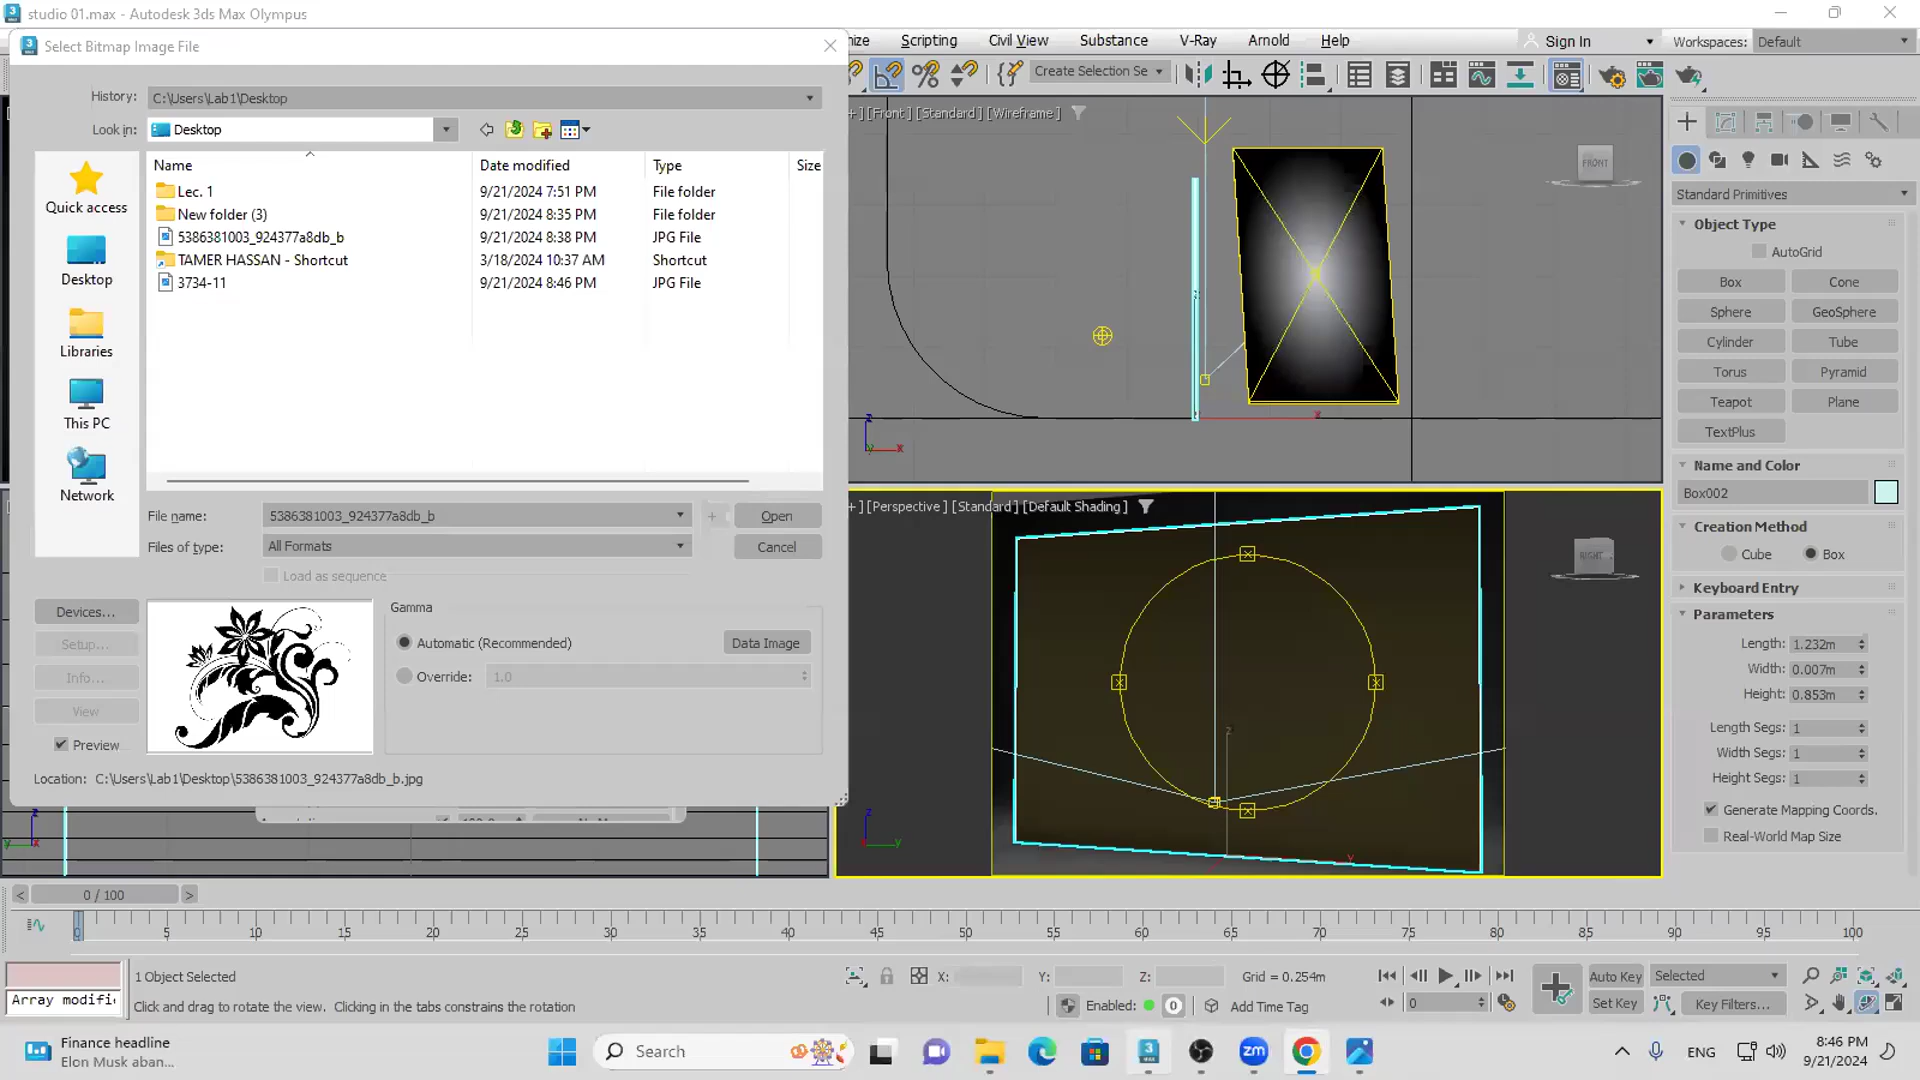 studio 01.max - Autodesk 3ds Max Olympus
Select Bitmap Image File
Scripting
Civil View
Substance
V-Ray
Arnold
Help
Sign In
Workspaces:
Default
History:
C:\Users\Lab1\Desktop
Create Selection Se
Look in:
Desktop
[Front] [Standard] [Wireframe]
FRONT
Name
Date modified
Type
Size
Lec. 1
9/21/2024 7:51 PM
File folder
New folder (3)
9/21/2024 8:35 PM
File folder
5386381003_924377a8db_b
9/21/2024 8:38 PM
JPG File
TAMER HASSAN - Shortcut
3/18/2024 10:37 AM
Shortcut
3734-11
9/21/2024 8:46 PM
JPG File
Quick access
Desktop
Libraries
This PC
Network
File name:
5386381003_924377a8db_b
Open
Files of type:
All Formats
Cancel
Load as sequence
Devices...
Setup...
Info...
View
Preview
Gamma
Automatic (Recommended)
Data Image
Override:
1.0
Location: C:\Users\Lab1\Desktop\5386381003_924377a8db_b.jpg
[Perspective] [Standard] [Default Shading]
RIGHT
Standard Primitives
Object Type
AutoGrid
Box
Cone
Sphere
GeoSphere
Cylinder
Tube
Torus
Pyramid
Teapot
Plane
TextPlus
Name and Color
Box002
Creation Method
Cube
Box
Keyboard Entry
Parameters
Length: 1.232m
Width: 0.007m
Height: 0.853m
Length Segs: 1
Width Segs: 1
Height Segs: 1
Generate Mapping Coords.
Real-World Map Size
0 / 100
0 5 10 15 20 25 30 35 40 45 50 55 60 65 70 75 80 85 90 95 100
1 Object Selected
X:
Y:
Z:
Grid = 0.254m
Auto Key
Selected
Array modifi
Click and drag to rotate the view. Clicking in the tabs constrains the rotation
Enabled:
0
Add Time Tag
0
Set Key
Key Filters...
Finance headline
Elon Musk aban...
Search
ENG
8:46 PM
9/21/2024